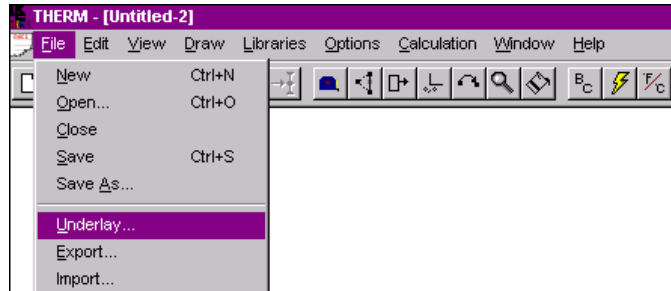 THERM - [Untitled-2]
File Edit View Draw Libraries Options Calculation Window Help
New Ctrl+N
Open... Ctrl+O
Close
Save Ctrl+S
Save As...
Underlay...
Export...
Import...
BC F/C